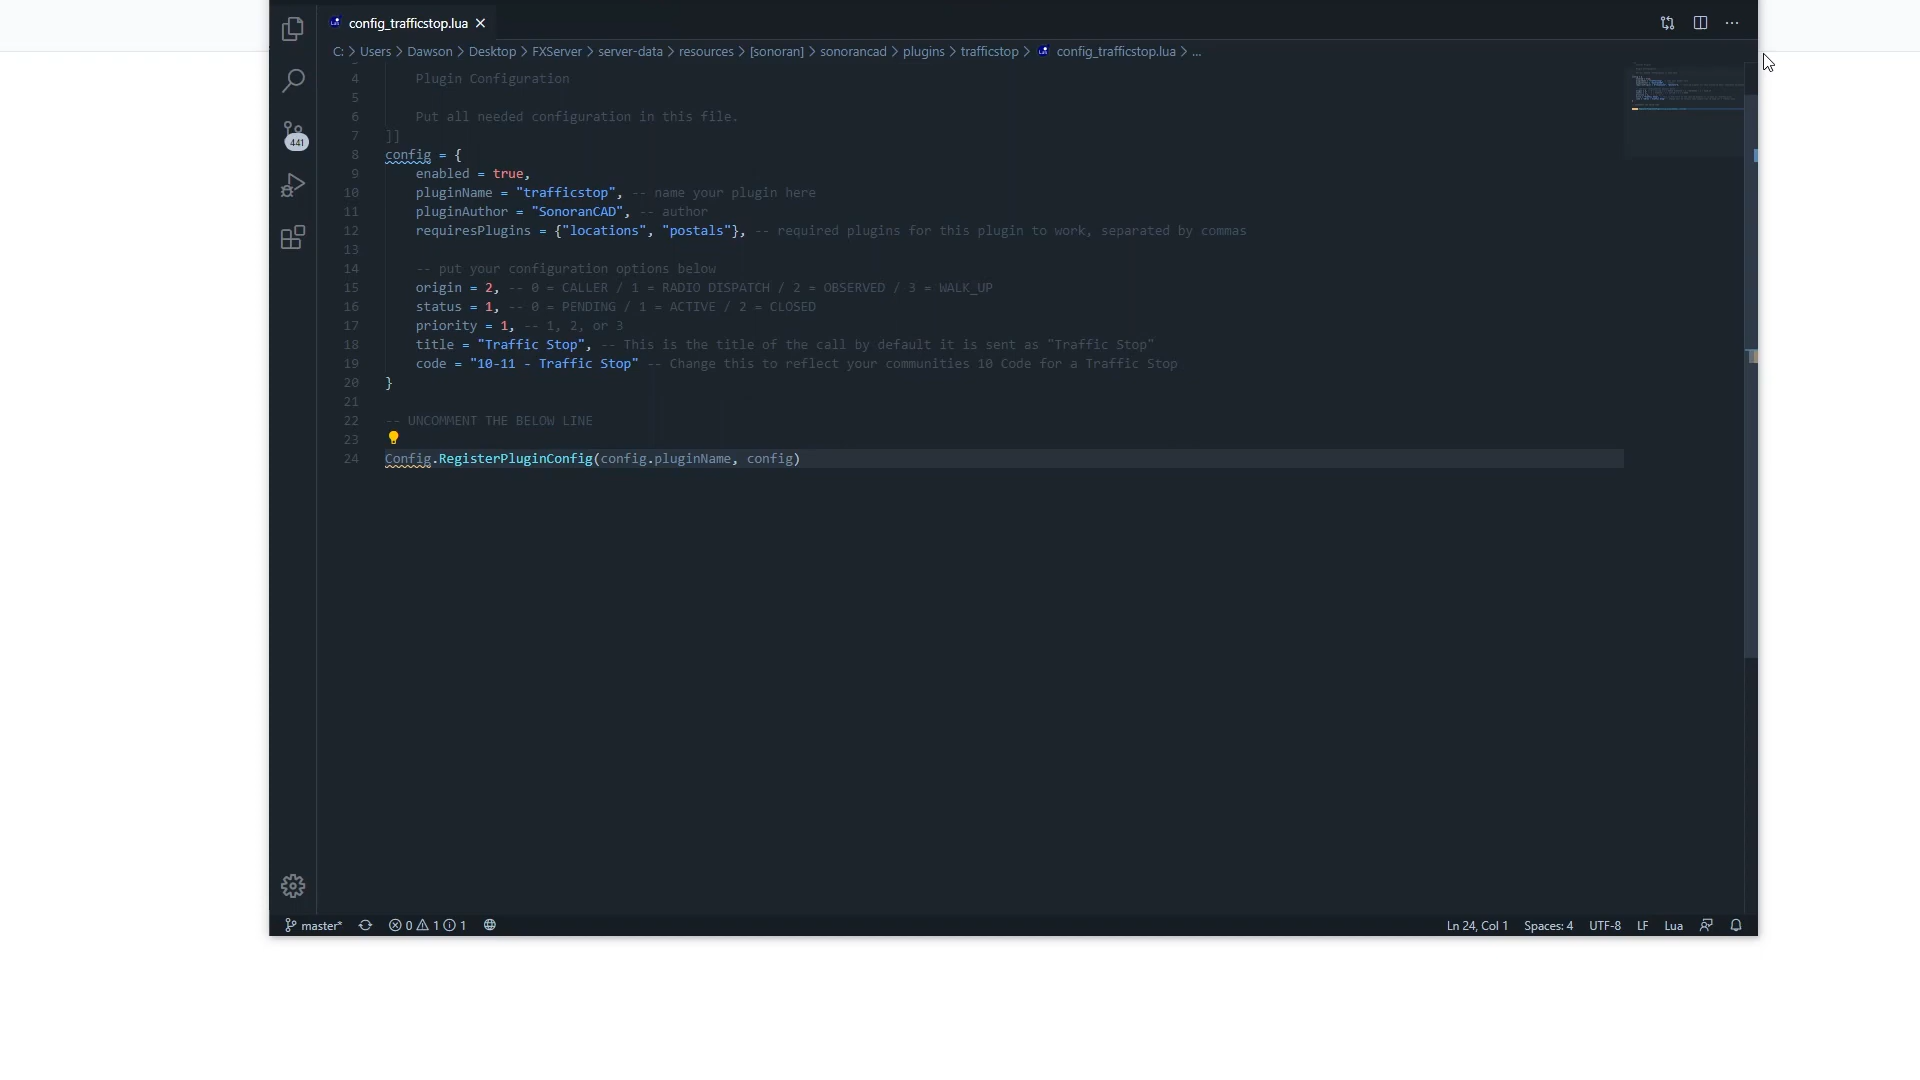 config_trafficstop.lua
C: > Users > Dawson > Desktop > FXServer > server-data > resources > [sonoran] > sonorancad > plugins > trafficstop > config_trafficstop.lua > ...
4 Plugin Configuration
5
6 Put all needed configuration in this file.
7 ]]
8 config = {
9 enabled = true,
10 pluginName = "trafficstop", -- name your plugin here
11 pluginAuthor = "SonoranCAD", -- author
12 requiresPlugins = {"locations", "postals"}, -- required plugins for this plugin to work, separated by commas
13
14 -- put your configuration options below
15 origin = 2, -- 0 = CALLER / 1 = RADIO DISPATCH / 2 = OBSERVED / 3 = WALK_UP
16 status = 1, -- 0 = PENDING / 1 = ACTIVE / 2 = CLOSED
17 priority = 1, -- 1, 2, or 3
18 title = "Traffic Stop", -- This is the title of the call by default it is sent as "Traffic Stop"
19 code = "10-11 - Traffic Stop" -- Change this to reflect your communities 10 Code for a Traffic Stop
20 }
21
22 -- UNCOMMENT THE BELOW LINE
23
24 Config.RegisterPluginConfig(config.pluginName, config)
441
master* 0 1 1 Ln 24, Col 1 Spaces: 4 UTF-8 LF Lua